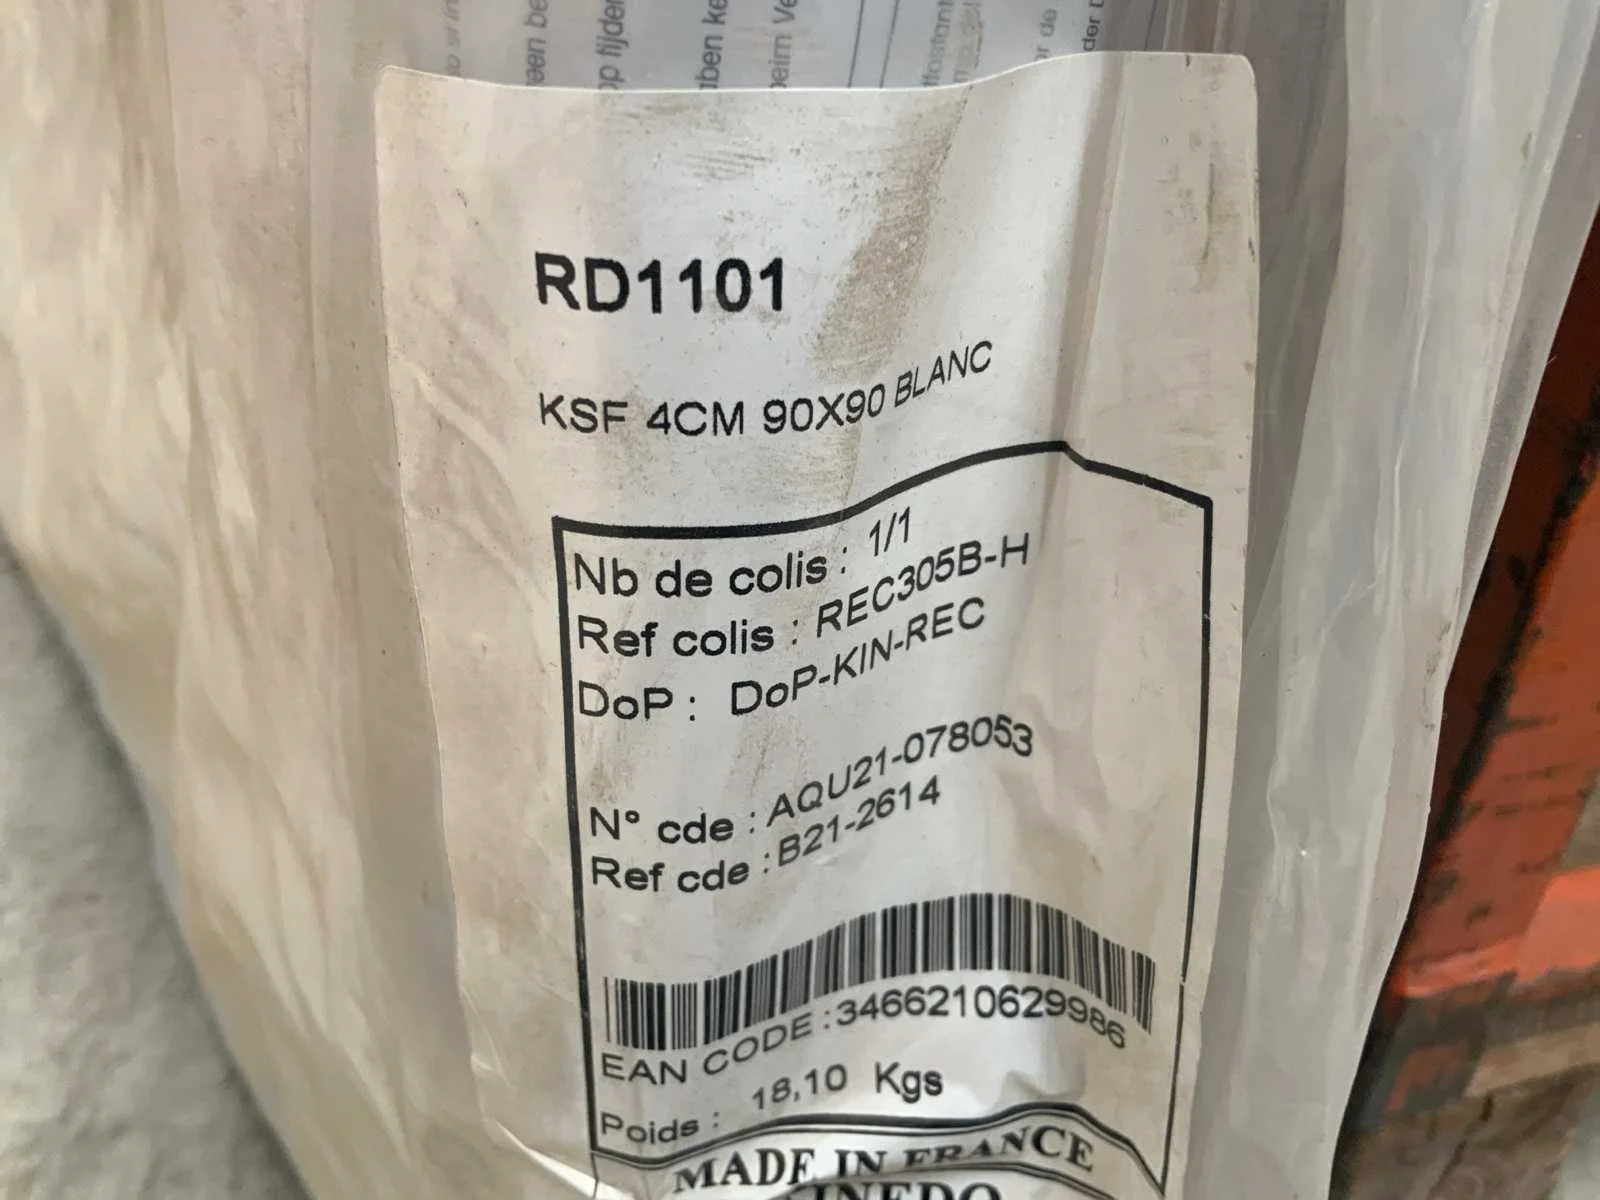 RD1101
KSF 4CM 90X90 BLANC
Nb de colis : 1/1
Ref colis : REC305B-H
DoP : DoP-KIN-REC
N° cde : AQU21-078053
Ref cde : B21-2614
EAN CODE : 3466210629986
Poids : 18,10 Kgs
MADE IN FRANCE